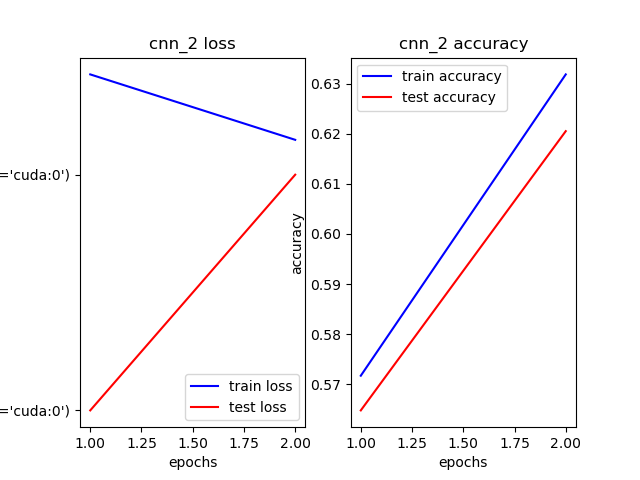 cnn_2 loss
='cuda:0')
='cuda:0')
train loss
test loss
1.00 1.25 1.50 1.75 2.00
epochs
cnn_2 accuracy
train accuracy
test accuracy
0.63
0.62
0.61
0.60
0.59
0.58
0.57
accuracy
1.00 1.25 1.50 1.75 2.00
epochs